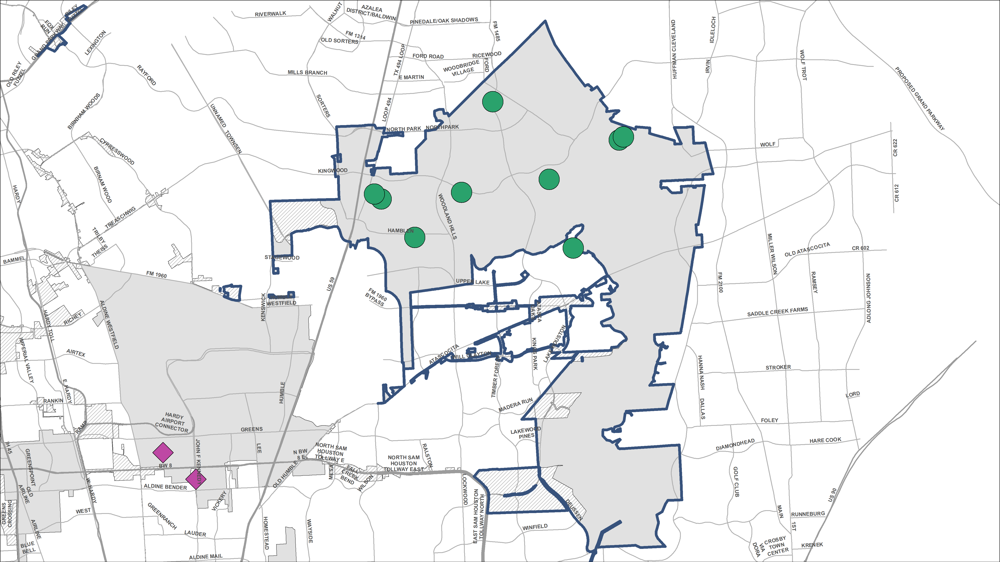 RILEY
FUZZEL
FOX
RUN
GRAND PARKWAY
LEXINGTON
OLD RILEY
FUZZEL
RAYFORD
BIRNHAM WOODS
RIVERWALK
WALNUT
AZALEA
DISTRICT/BALDWIN
PINEDALE/OAK SHADOWS
FM 1485
FM 1314
OLD SORTERS
TX 494 LOOP
FORD ROAD
RICEWOOD
FORD
WOODBRIDGE
VILLAGE
E MARTIN
MILLS BRANCH
SORTERS
LOOP 494
NORTH PARK
NORTHPARK
HUFFMAN CLEVELAND
IDLELOCH
IRVIN
WOLF TROT
PROPOSED GRAND PARKWAY
WOLF
CR 622
CR 612
UNNAMED
TOWNSEN
CYPRESSWOOD
BIRNAM WOOD
KINGWOOD
HARDY
TREASCHWIG
TRILBY
THEISS
BAMMEL
FM 1960
STAGEWOOD
HAMBLEN
WOODLAND HILLS
US 59
UPPER LAKE
FM 1960
BYPASS
KENSWICK
WESTFIELD
MILLER WILSON
OLD ATASCOCITA
CR 602
FM 2100
RAMSEY
ADLONG JOHNSON
SADDLE CREEK FARMS
HARDY TOLL
RICHEY
ALDINE WESTFIELD
IMPERIAL VALLEY
AIRTEX
ATASCA
OAKS
LAKE HOUSTON
KINGS PARK
ATASCOCITA
WILL CLAYTON
TIMBER FOREST
HANNA NASH
STROKER
E. HARDY
RANKIN
HUMBLE
MADERA RUN
DALLAS
LORD
HARDY
AIRPORT
CONNECTOR
RAMP
GREENS
FOLEY
LAKEWOOD
PINES
DIAMONDHEAD
HARE COOK
IH 45
GREENSPOINT
JOHN F KENNEDY
LEE
N BW
8 E
NORTH SAM
HOUSTON
TOLLWAY E
RALSTON
NORTH SAM
HOUSTON
TOLLWAY EAST
BW 8
OLD HUMBLE
MESA
FALL
CREEK
BEND
WILSON
LOCKWOOD
GOLF CLUB
OLD
AIRLINE
W. HARDY
ALDINE BENDER
VICKERY
EAST SAM HOUSTON
TOLLWAY NORTH
DEUSSEN
US 90
GREENS
CROSSING
WEST
GREENRANCH
MAIN
RUNNEBURG
AIRLINE
LAUDER
HOMESTEAD
WAYSIDE
WINFIELD
1ST
BLUE
BELL
ALDINE MAIL
VIA
DORA
CROSBY
TOWN
CENTER
KRENEK